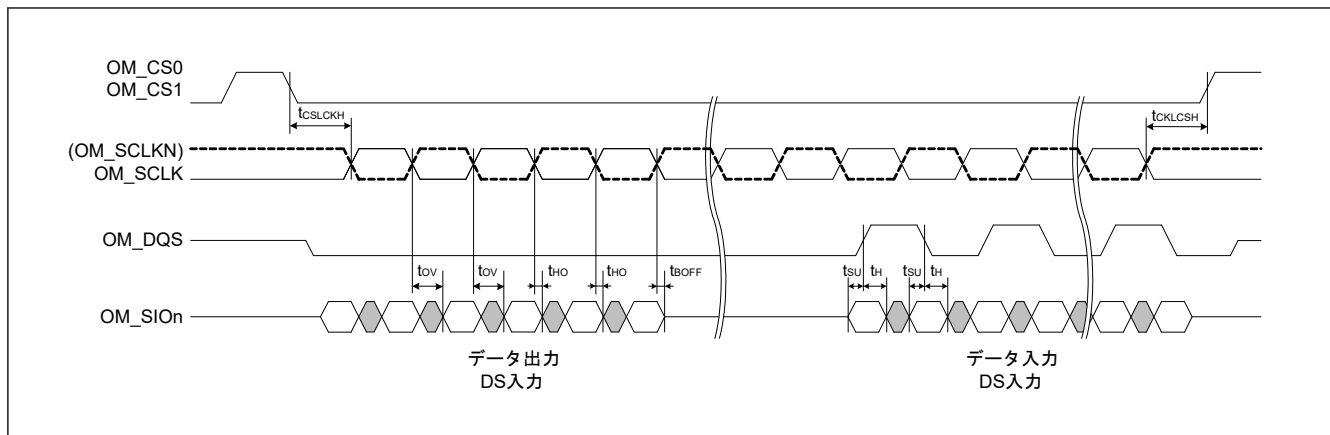 OM_CS0
OM_CS1
tCSLCKH
tCKLCSH
(OM_SCLKN)
OM_SCLK
OM_DQS
tOV
tOV
tHO
tHO
tBOFF
tSU
tH
tSU
tH
OM_SIOn
データ出力
DS入力
データ入力
DS入力